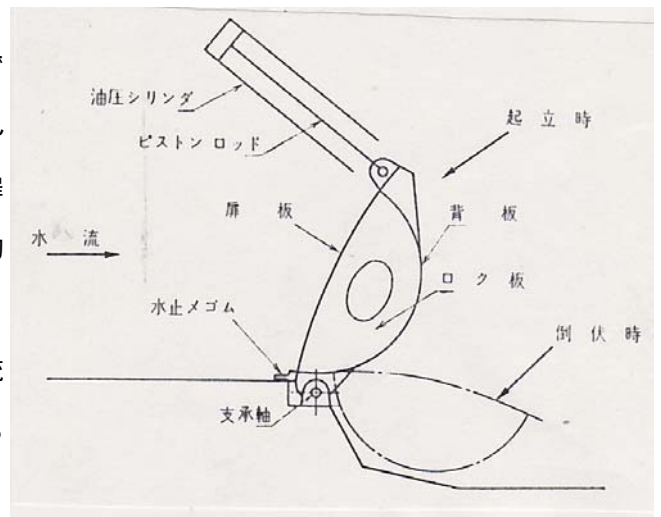 油圧シリンダ
ピストンロッド
起立時
扉板
背板
水流
ロク板
水止メゴム
倒伏時
支承軸